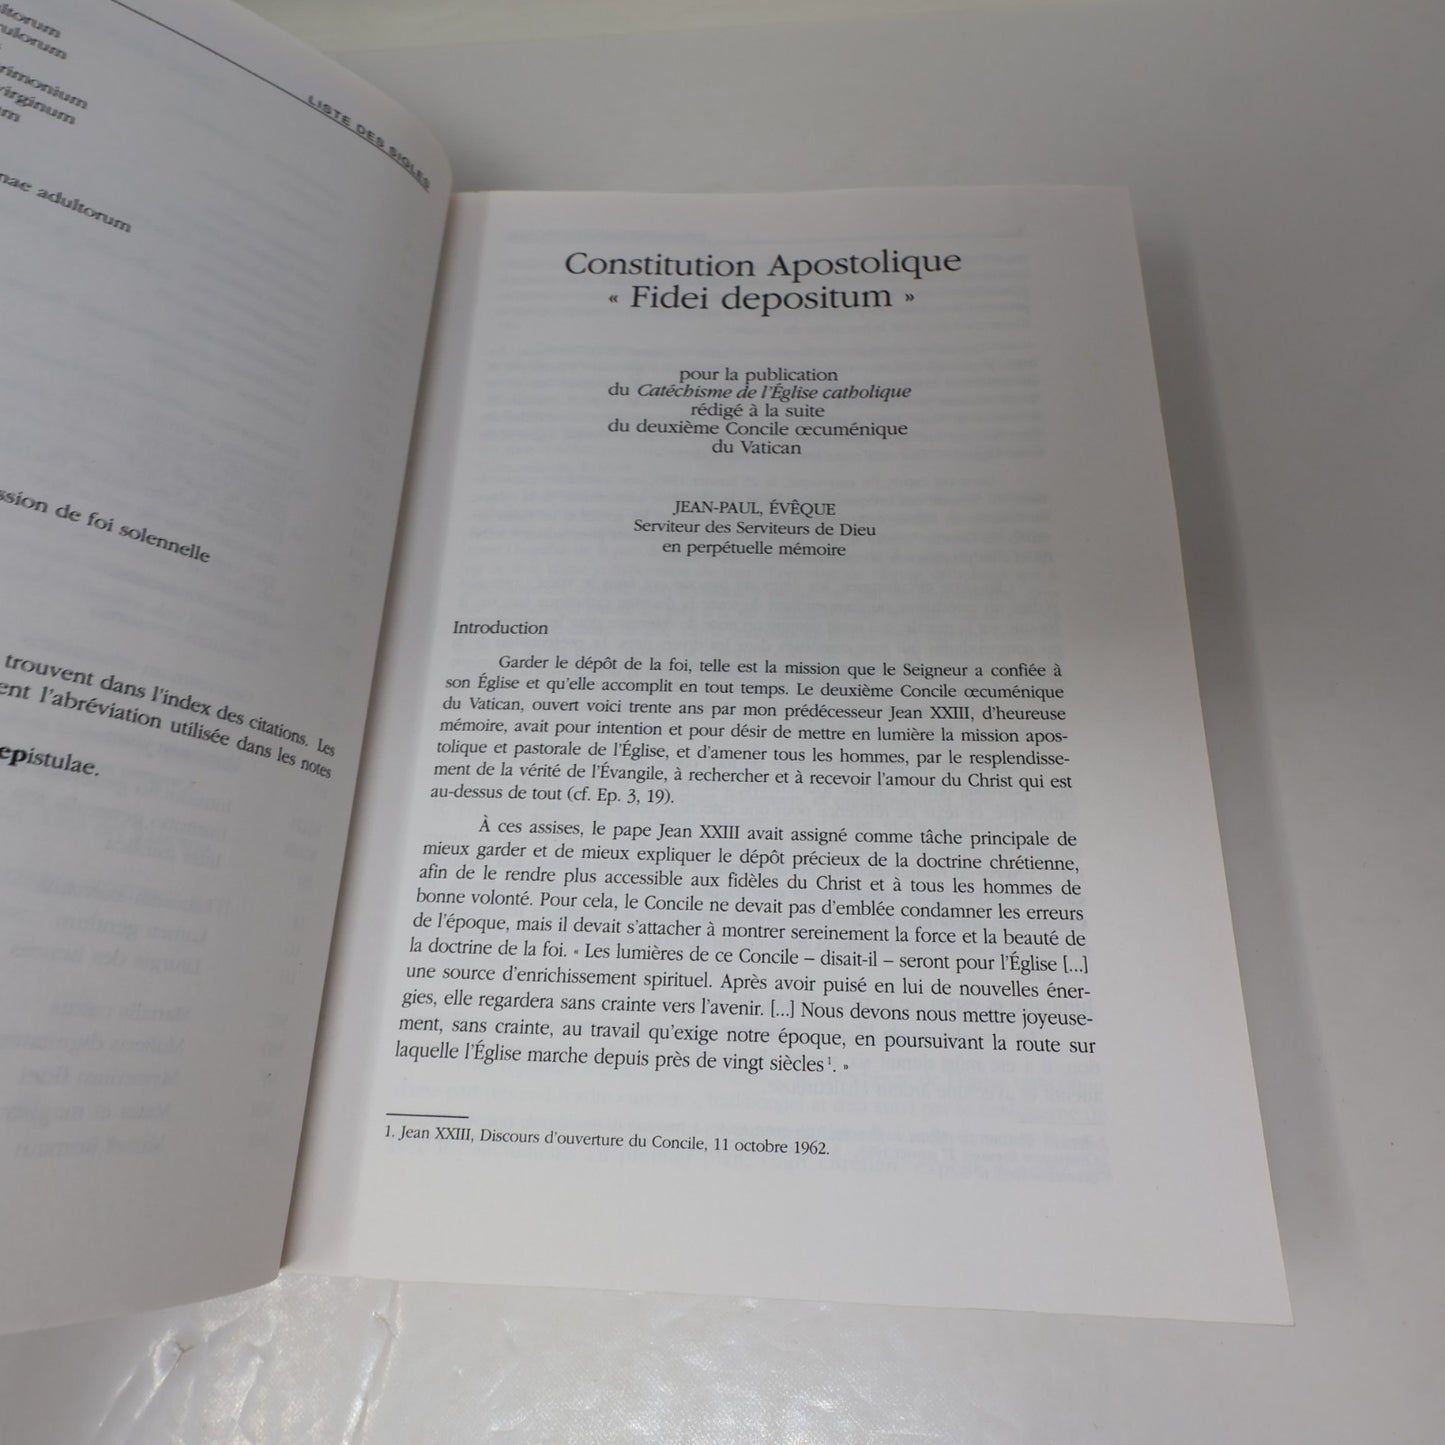 LISTE DES SIGLES
rimonium
virginum
nae adultorum
ssion de foi solennelle
trouvent dans l'index des citations. Les
ent l'abréviation utilisée dans les notes
epistulae.
Constitution Apostolique
« Fidei depositum »
pour la publication
du Catéchisme de l'Église catholique
rédigé à la suite
du deuxième Concile œcuménique
du Vatican
JEAN-PAUL, ÉVÊQUE
Serviteur des Serviteurs de Dieu
en perpétuelle mémoire
Introduction
Garder le dépôt de la foi, telle est la mission que le Seigneur a confiée à
son Église et qu'elle accomplit en tout temps. Le deuxième Concile œcuménique
du Vatican, ouvert voici trente ans par mon prédécesseur Jean XXIII, d'heureuse
mémoire, avait pour intention et pour désir de mettre en lumière la mission apos-
tolique et pastorale de l'Église, et d'amener tous les hommes, par le resplendisse-
ment de la vérité de l'Évangile, à rechercher et à recevoir l'amour du Christ qui est
au-dessus de tout (cf. Ep. 3, 19).
À ces assises, le pape Jean XXIII avait assigné comme tâche principale de
mieux garder et de mieux expliquer le dépôt précieux de la doctrine chrétienne,
afin de le rendre plus accessible aux fidèles du Christ et à tous les hommes de
bonne volonté. Pour cela, le Concile ne devait pas d'emblée condamner les erreurs
de l'époque, mais il devait s'attacher à montrer sereinement la force et la beauté de
la doctrine de la foi. « Les lumières de ce Concile – disait-il – seront pour l'Église [...]
une source d'enrichissement spirituel. Après avoir puisé en lui de nouvelles éner-
gies, elle regardera sans crainte vers l'avenir. [...] Nous devons nous mettre joyeuse-
ment, sans crainte, au travail qu'exige notre époque, en poursuivant la route sur
laquelle l'Église marche depuis près de vingt siècles¹. »
1. Jean XXIII, Discours d'ouverture du Concile, 11 octobre 1962.